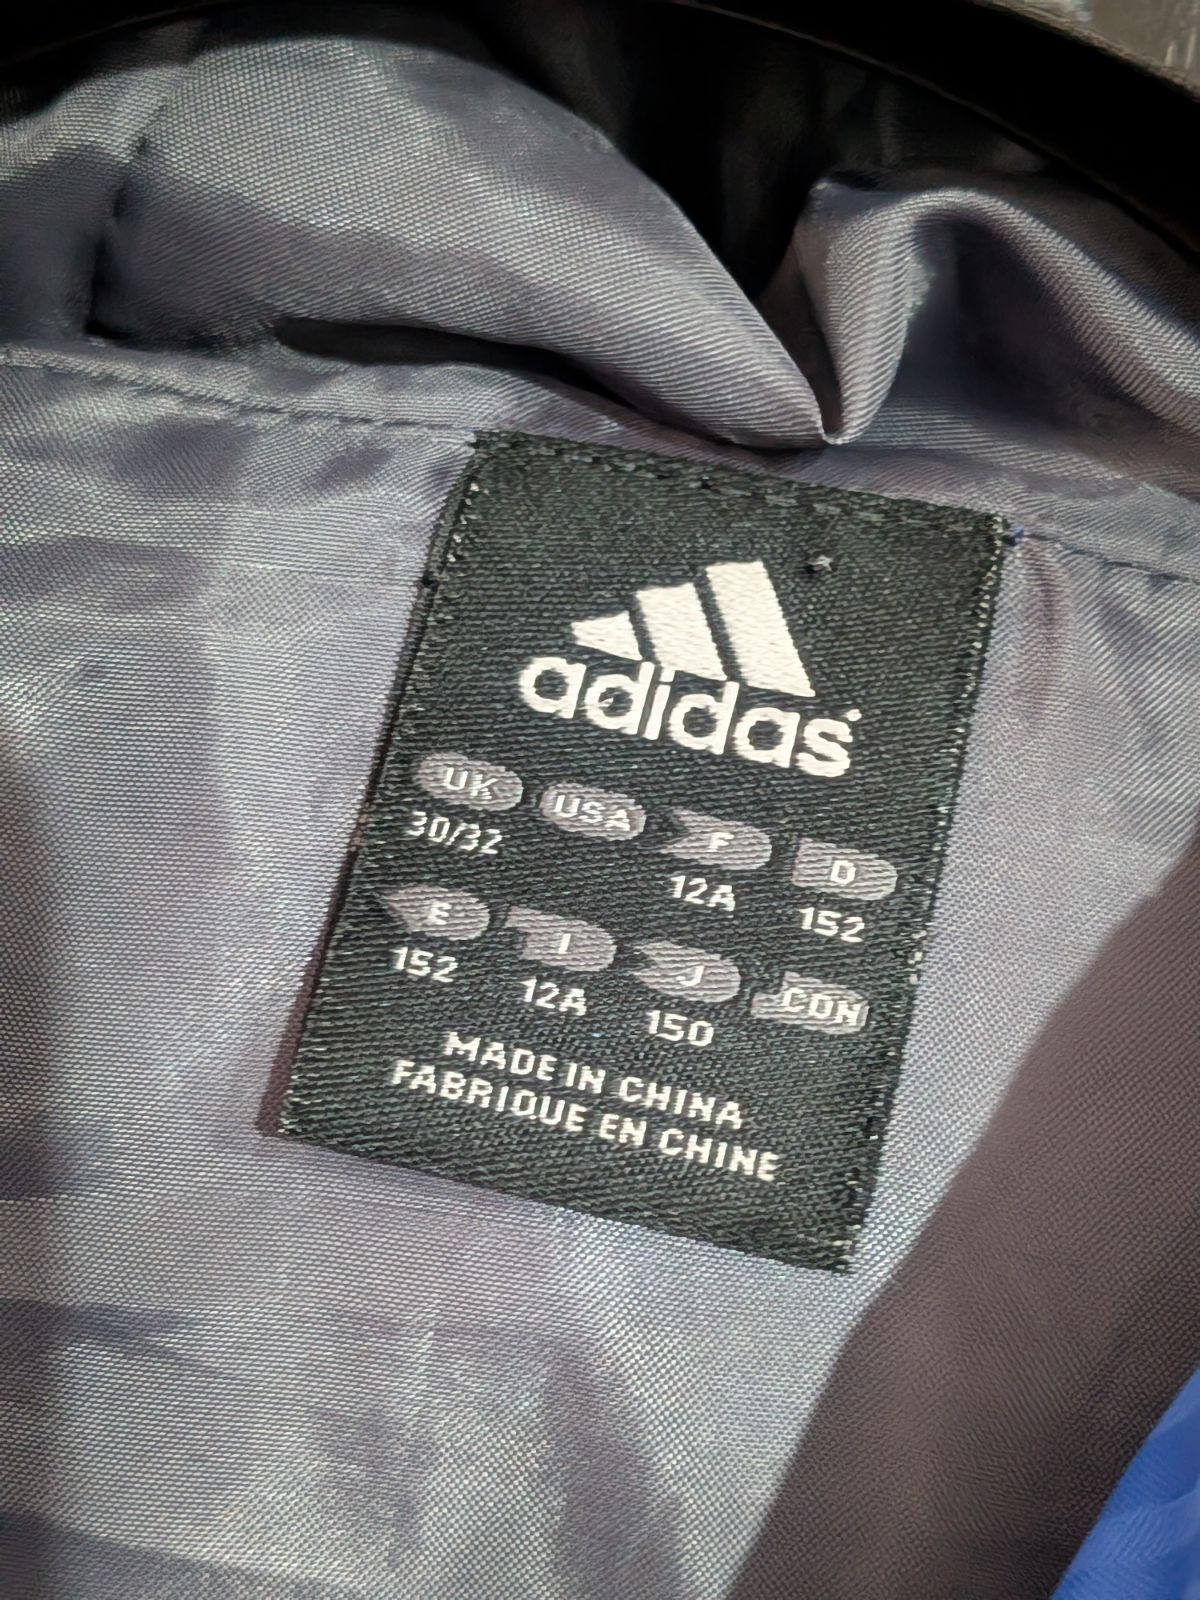 adidas
UK USA F D
30/32 12A 152
E I J CDN
152 12A 150
MADE IN CHINA
FABRIQUE EN CHINE